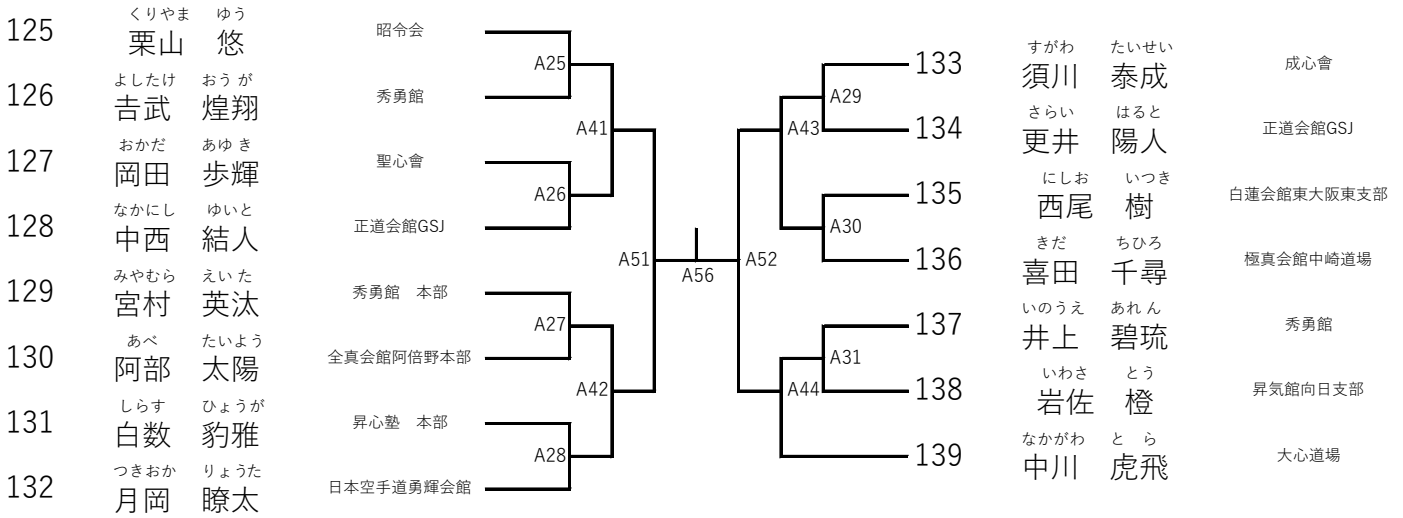 くりやま ゆう
125 栗山 悠 昭令会
A25
よしたけ おうが
126 𠮷武 煌翔 秀勇館
A41
おかだ あゆき
127 岡田 歩輝 聖心會
A26
なかにし ゆいと
128 中西 結人 正道会館GSJ
A51
みやむら えいた
129 宮村 英汰 秀勇館 本部
A27
あべ たいよう
130 阿部 太陽 全真会館阿倍野本部
A42
しらす ひょうが
131 白数 豹雅 昇心塾 本部
A28
つきおか りょうた
132 月岡 瞭太 日本空手道勇輝会館
A56
すがわ たいせい
133 須川 泰成 成心會
A29
さらい はると
A43
134 更井 陽人 正道会館GSJ
にしお いつき
135 西尾 樹 白蓮会館東大阪東支部
A30
きだ ちひろ
A52
136 喜田 千尋 極真会館中崎道場
いのうえ あれん
137 井上 碧琉 秀勇館
A31
いわさ とう
A44
138 岩佐 橙 昇気館向日支部
なかがわ とら
139 中川 虎飛 大心道場